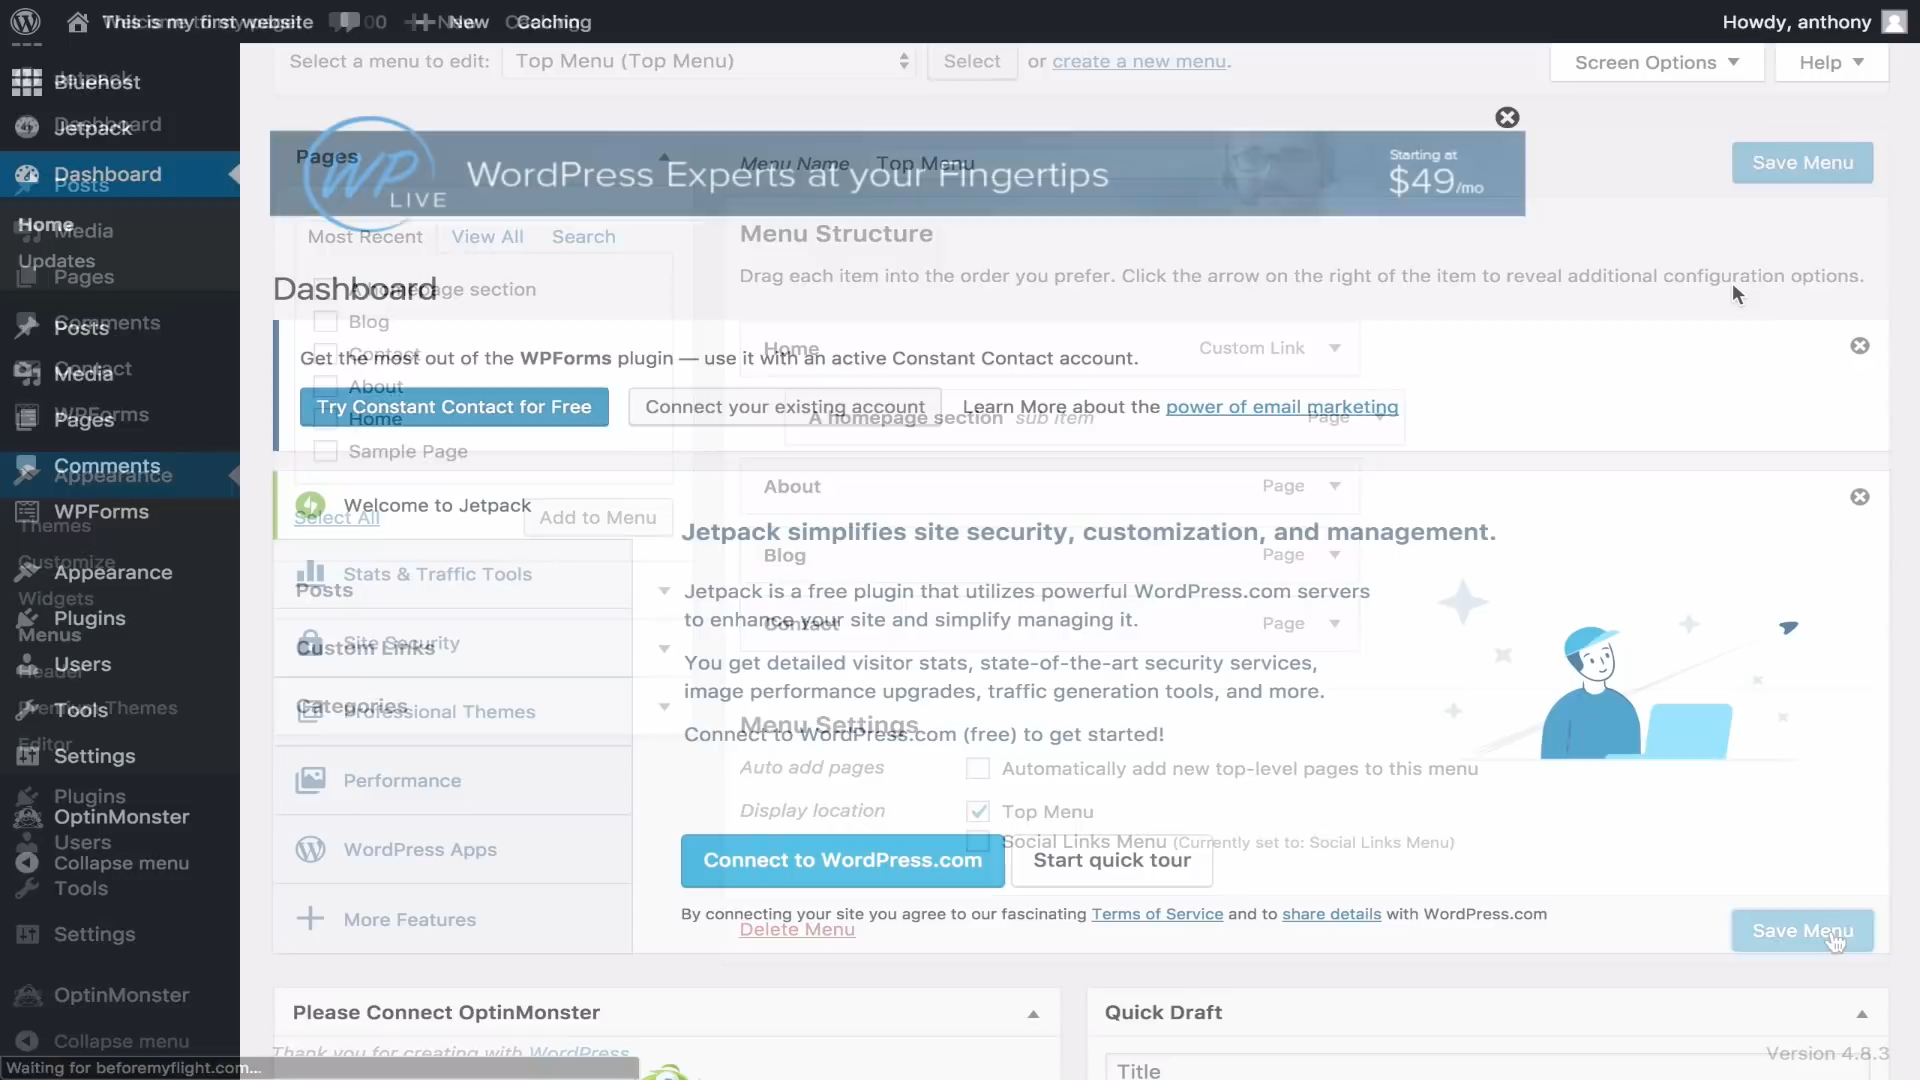 This is my first website
00
New
Caching
Howdy, anthony
Bluehost
Jetpack
Dashboard
Dashboard
Posts
Home
Media
Updates
Pages
Comments
Posts
Contact
Media
WPForms
Pages
Comments
Appearance
WPForms
Themes
Customize
Appearance
Widgets
Plugins
Menus
Users
Header
Tools
Premium Themes
Editor
Settings
Plugins
OptinMonster
Users
Collapse menu
Tools
Settings
OptinMonster
Collapse menu
Waiting for beforemyflight.com...
Select a menu to edit:
Top Menu (Top Menu)
Select
or create a new menu.
Screen Options
Help
Pages
Menu Name
Top Menu
Save Menu
WP
LIVE
WordPress Experts at your Fingertips
Starting at
$49/mo
Most Recent
View All
Search
Menu Structure
Drag each item into the order you prefer. Click the arrow on the right of the item to reveal additional configuration options.
Dashboard
A homepage section
Blog
Contact
About
Home
Sample Page
Get the most out of the WPForms plugin — use it with an active Constant Contact account.
Try Constant Contact for Free
Connect your existing account
Learn More about the power of email marketing
Home
Custom Link
A homepage section sub item
Page
About
Page
Blog
Page
Contact
Page
Welcome to Jetpack
Select All
Add to Menu
Stats & Traffic Tools
Posts
Site Security
Custom Links
Categories
Professional Themes
Performance
WordPress Apps
More Features
Jetpack simplifies site security, customization, and management.
Jetpack is a free plugin that utilizes powerful WordPress.com servers
to enhance your site and simplify managing it.
You get detailed visitor stats, state-of-the-art security services,
image performance upgrades, traffic generation tools, and more.
Menu Settings
Connect to WordPress.com (free) to get started!
Auto add pages
Automatically add new top-level pages to this menu
Display location
Top Menu
Social Links Menu (Currently set to: Social Links Menu)
Connect to WordPress.com
Start quick tour
By connecting your site you agree to our fascinating Terms of Service and to share details with WordPress.com
Delete Menu
Save Menu
Please Connect OptinMonster
Quick Draft
Thank you for creating with WordPress
Version 4.8.3
Title